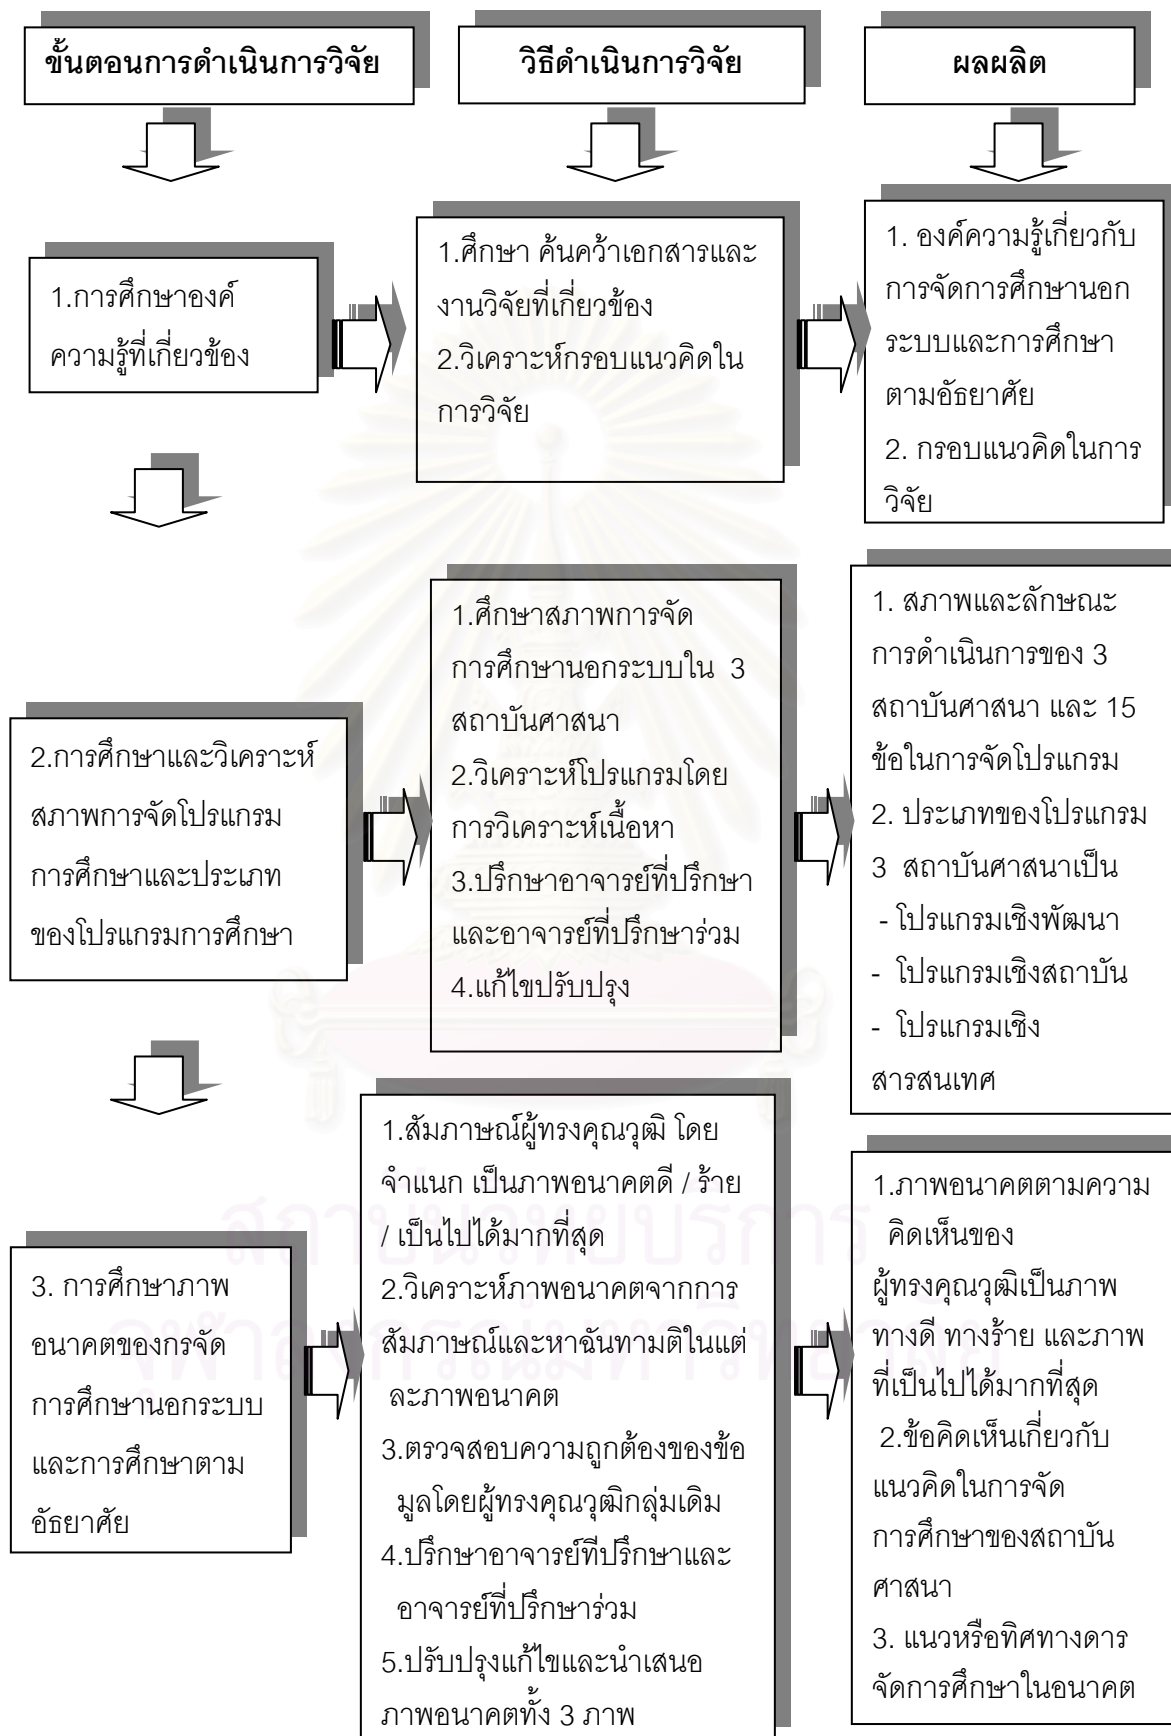 ขั้นตอนการดำเนินการวิจัย
วิธีดำเนินการวิจัย
ผลผลิต
1.การศึกษาองค์
ความรู้ที่เกี่ยวข้อง
1.ศึกษา ค้นคว้าเอกสารและ
งานวิจัยที่เกี่ยวข้อง
2.วิเคราะห์กรอบแนวคิดใน
การวิจัย
1. องค์ความรู้เกี่ยวกับ
การจัดการศึกษานอก
ระบบและการศึกษา
ตามอัธยาศัย
2. กรอบแนวคิดในการ
วิจัย
2.การศึกษาและวิเคราะห์
สภาพการจัดโปรแกรม
การศึกษาและประเภท
ของโปรแกรมการศึกษา
1.ศึกษาสภาพการจัด
การศึกษานอกระบบใน 3
สถาบันศาสนา
2.วิเคราะห์โปรแกรมโดย
การวิเคราะห์เนื้อหา
3.ปรึกษาอาจารย์ที่ปรึกษา
และอาจารย์ที่ปรึกษาร่วม
4.แก้ไขปรับปรุง
1. สภาพและลักษณะ
การดำเนินการของ 3
สถาบันศาสนา และ 15
ข้อในการจัดโปรแกรม
2. ประเภทของโปรแกรม
3 สถาบันศาสนาเป็น
- โปรแกรมเชิงพัฒนา
- โปรแกรมเชิงสถาบัน
- โปรแกรมเชิง
สารสนเทศ
3. การศึกษาภาพ
อนาคตของกรจัด
การศึกษานอกระบบ
และการศึกษาตาม
อัธยาศัย
1.สัมภาษณ์ผู้ทรงคุณวุฒิ โดย
จำแนก เป็นภาพอนาคตดี / ร้าย
/ เป็นไปได้มากที่สุด
2.วิเคราะห์ภาพอนาคตจากการ
สัมภาษณ์และหาฉันทามติในแต่
ละภาพอนาคต
3.ตรวจสอบความถูกต้องของข้อ
มูลโดยผู้ทรงคุณวุฒิกลุ่มเดิม
4.ปรึกษาอาจารย์ทีปรึกษาและ
อาจารย์ที่ปรึกษาร่วม
5.ปรับปรุงแก้ไขและนำเสนอ
ภาพอนาคตทั้ง 3 ภาพ
1.ภาพอนาคตตามความ
คิดเห็นของ
ผู้ทรงคุณวุฒิเป็นภาพ
ทางดี ทางร้าย และภาพ
ที่เป็นไปได้มากที่สุด
2.ข้อคิดเห็นเกี่ยวกับ
แนวคิดในการจัด
การศึกษาของสถาบัน
ศาสนา
3. แนวหรือทิศทางดาร
จัดการศึกษาในอนาคต
สถาบันวิทยบริการ
จุฬาลงกรณ์มหาวิทยาลัย